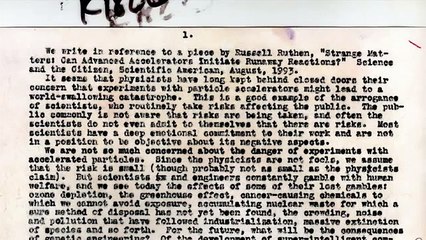 1.
We write in reference to a piece by Russell Ruthen, "Strange Mat-
ters: Can Advanced Accelerators Initiate Runaway Reactions?" Science
and the Citizen, Scientific American, August, 1993.
It seems that physicists have long kept behind closed doors their
concern that experiments with particle accelerators might lead to a
world-swallowing catastrophe. This is a good example of the arrogance
of scientists, who routinely take risks affecting the public. The pub-
lic commonly is not aware that risks are being taken, and often the
scientists do not even admit to themselves that there are risks. Most
scientists have a deep emotional commitment to their work and are not
in a position to be objective about its negative aspects.
We are not so much concerned about the danger of experiments with
accelerated particles. Since the physicists are not fools, we assume
that the risk is small (though probably not as small as the physicists
claim). But scientists and engineers constantly gamble with human
welfare, and we see today the effects of some of their lost gambles:
ozone depletion, the greenhouse effect, cancer-causing chemicals to
which we cannot avoid exposure, accumulating nuclear waste for which a
sure method of disposal has not yet been found, the crowding, noise
and pollution that have followed industrialization, massive extinction
of species and so forth. For the future, what will be the consequences
of genetic engineering? Of the development of super-intelligent